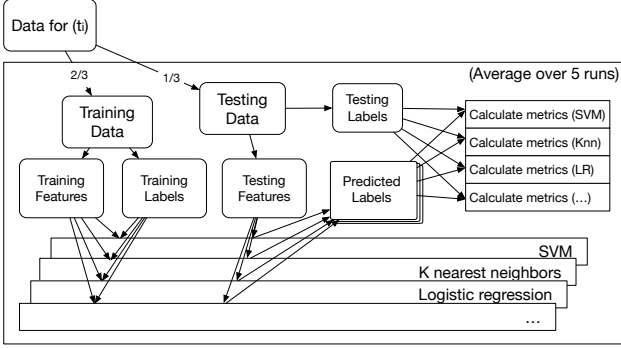 Data for (ti)
2/3
1/3
(Average over 5 runs)
Training
Data
Testing
Data
Testing
Labels
Calculate metrics (SVM)
Calculate metrics (Knn)
Calculate metrics (LR)
Calculate metrics (...)
Training
Features
Training
Labels
Testing
Features
Predicted
Labels
SVM
K nearest neighbors
Logistic regression
...